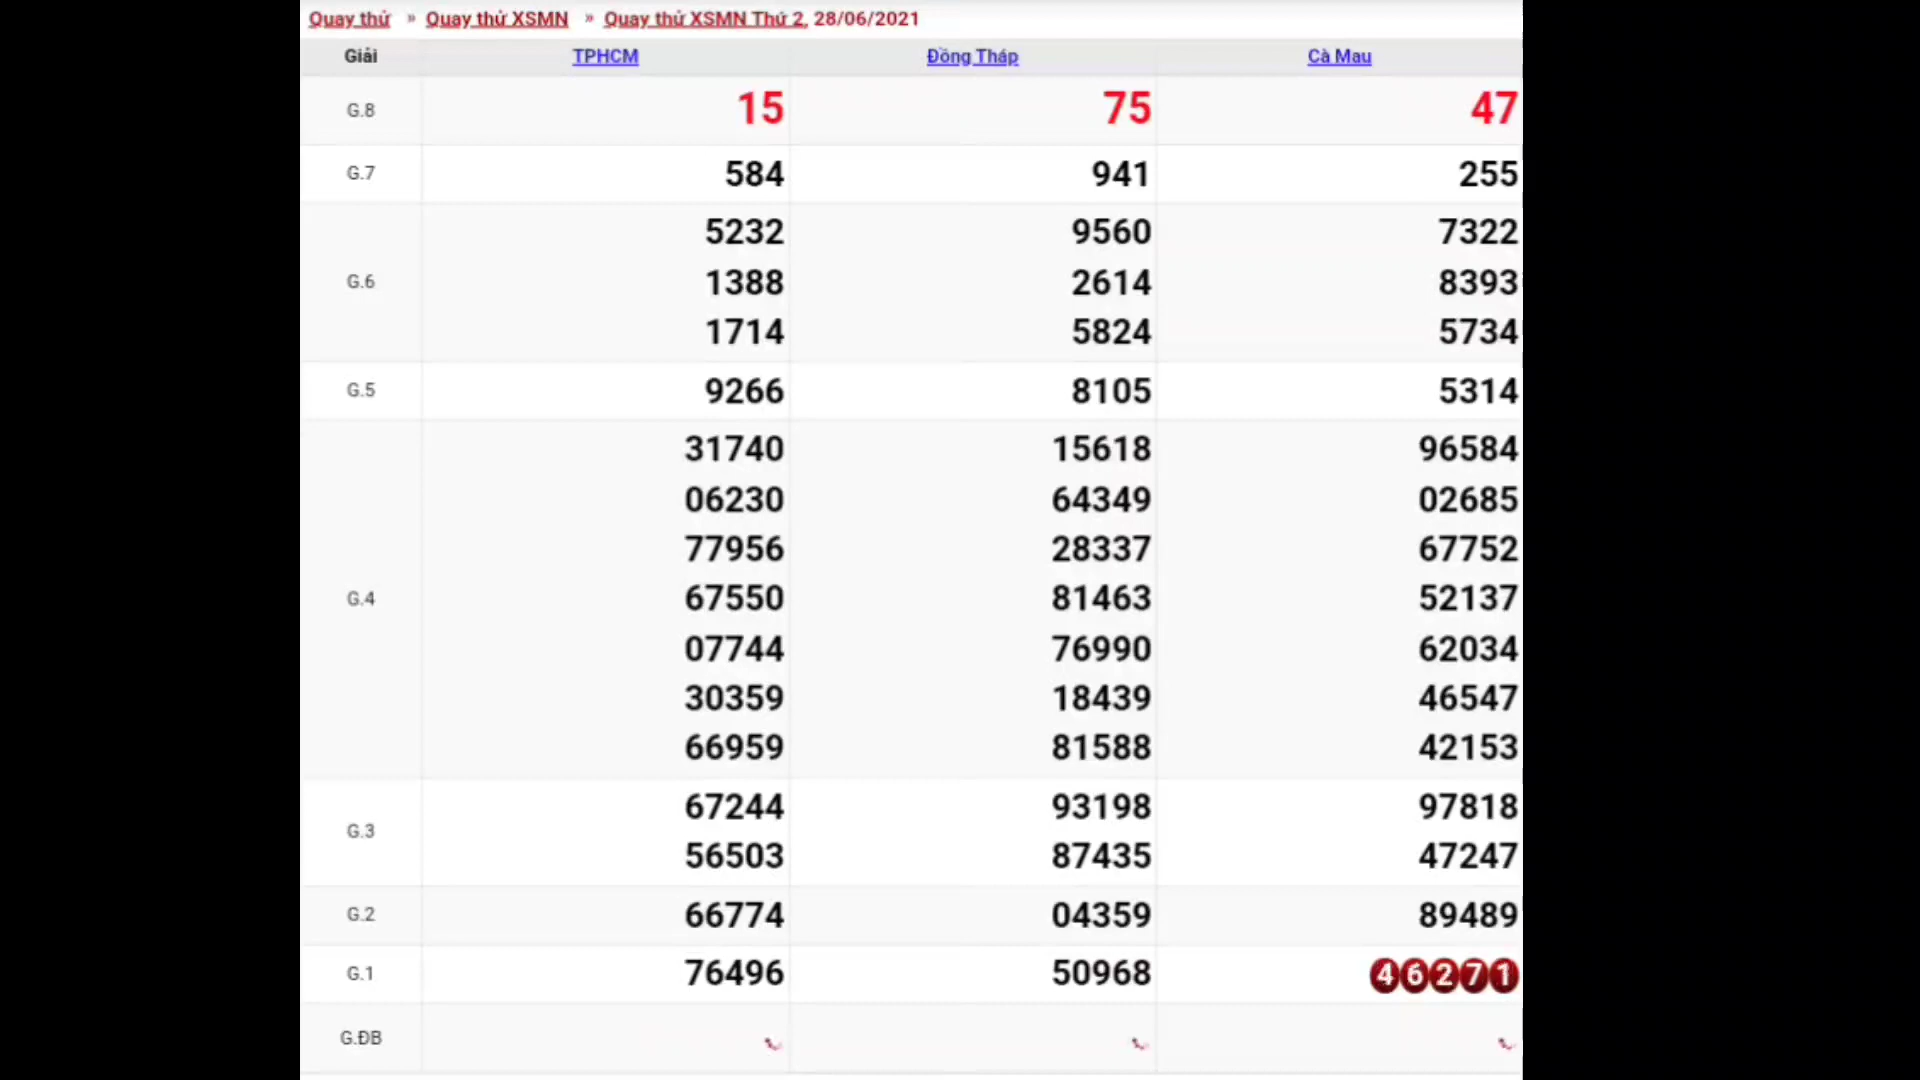 Quay thử » Quay thử XSMN » Quay thử XSMN Thứ 2, 28/06/2021
Giải TPHCM Đồng Tháp Cà Mau
G.8 15 75 47
G.7 584 941 255
5232 9560 7322
G.6 1388 2614 8393
1714 5824 5734
G.5 9266 8105 5314
31740 15618 96584
06230 64349 02685
77956 28337 67752
G.4 67550 81463 52137
07744 76990 62034
30359 18439 46547
66959 81588 42153
G.3 67244 93198 97818
56503 87435 47247
G.2 66774 04359 89489
G.1 76496 50968 46271
G.ĐB